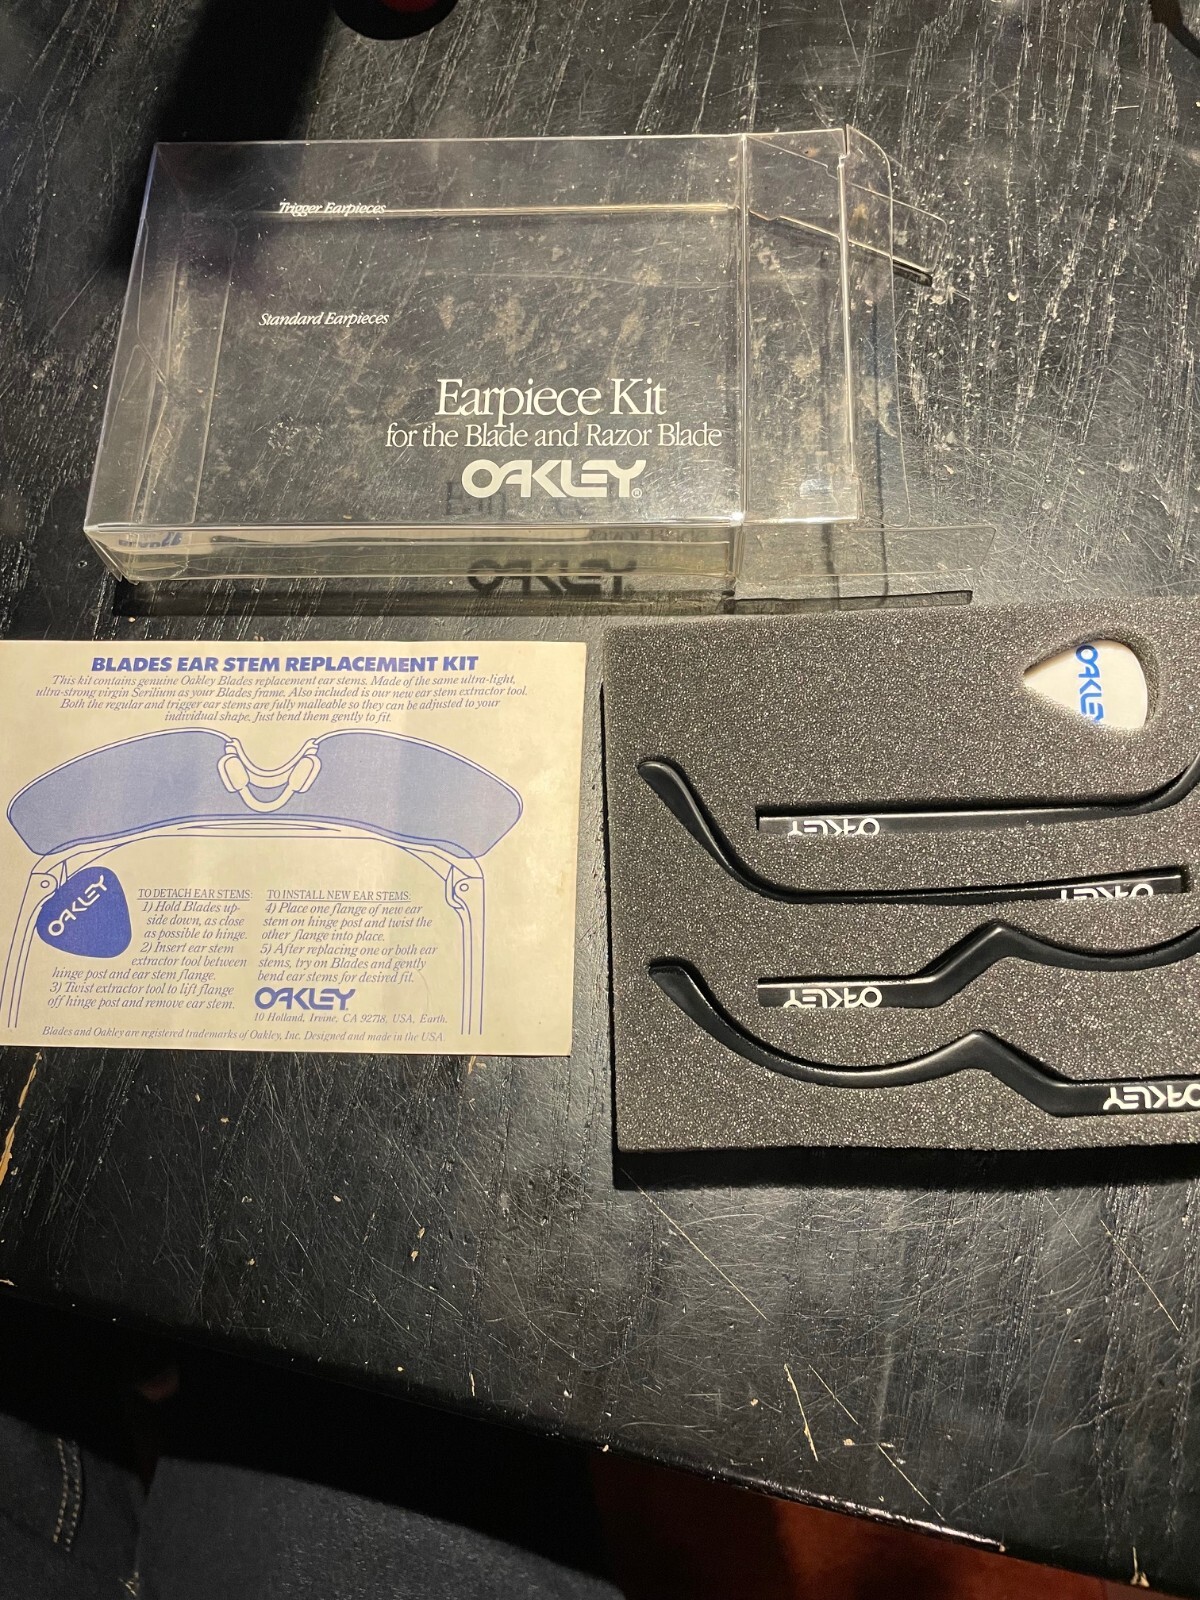 Trigger Earpieces
Standard Earpieces
Earpiece Kit
for the Blade and Razor Blade
OAKLEY®
OAKLEY
BLADES EAR STEM REPLACEMENT KIT
This kit contains genuine Oakley Blades replacement ear stems. Made of the same ultra-light,
ultra-strong virgin Serilium as your Blades frame. Also included is our new ear stem extractor tool.
Both the regular and trigger ear stems are fully malleable so they can be adjusted to your
individual shape. Just bend them gently to fit.
OAKLEY
TO DETACH EAR STEMS:
1) Hold Blades up-
side down, as close
as possible to hinge.
2) Insert ear stem
extractor tool between
hinge post and ear stem flange.
3) Twist extractor tool to lift flange
off hinge post and remove ear stem.
TO INSTALL NEW EAR STEMS:
4) Place one flange of new ear
stem on hinge post and twist the
other flange into place.
5) After replacing one or both ear
stems, try on Blades and gently
bend ear stems for desired fit.
OAKLEY.
10 Holland, Irvine, CA 92718, USA, Earth.
Blades and Oakley are registered trademarks of Oakley, Inc. Designed and made in the USA.
OAKLEY
OAKLEY
OAKLEY
OAKLEY
OAKLEY